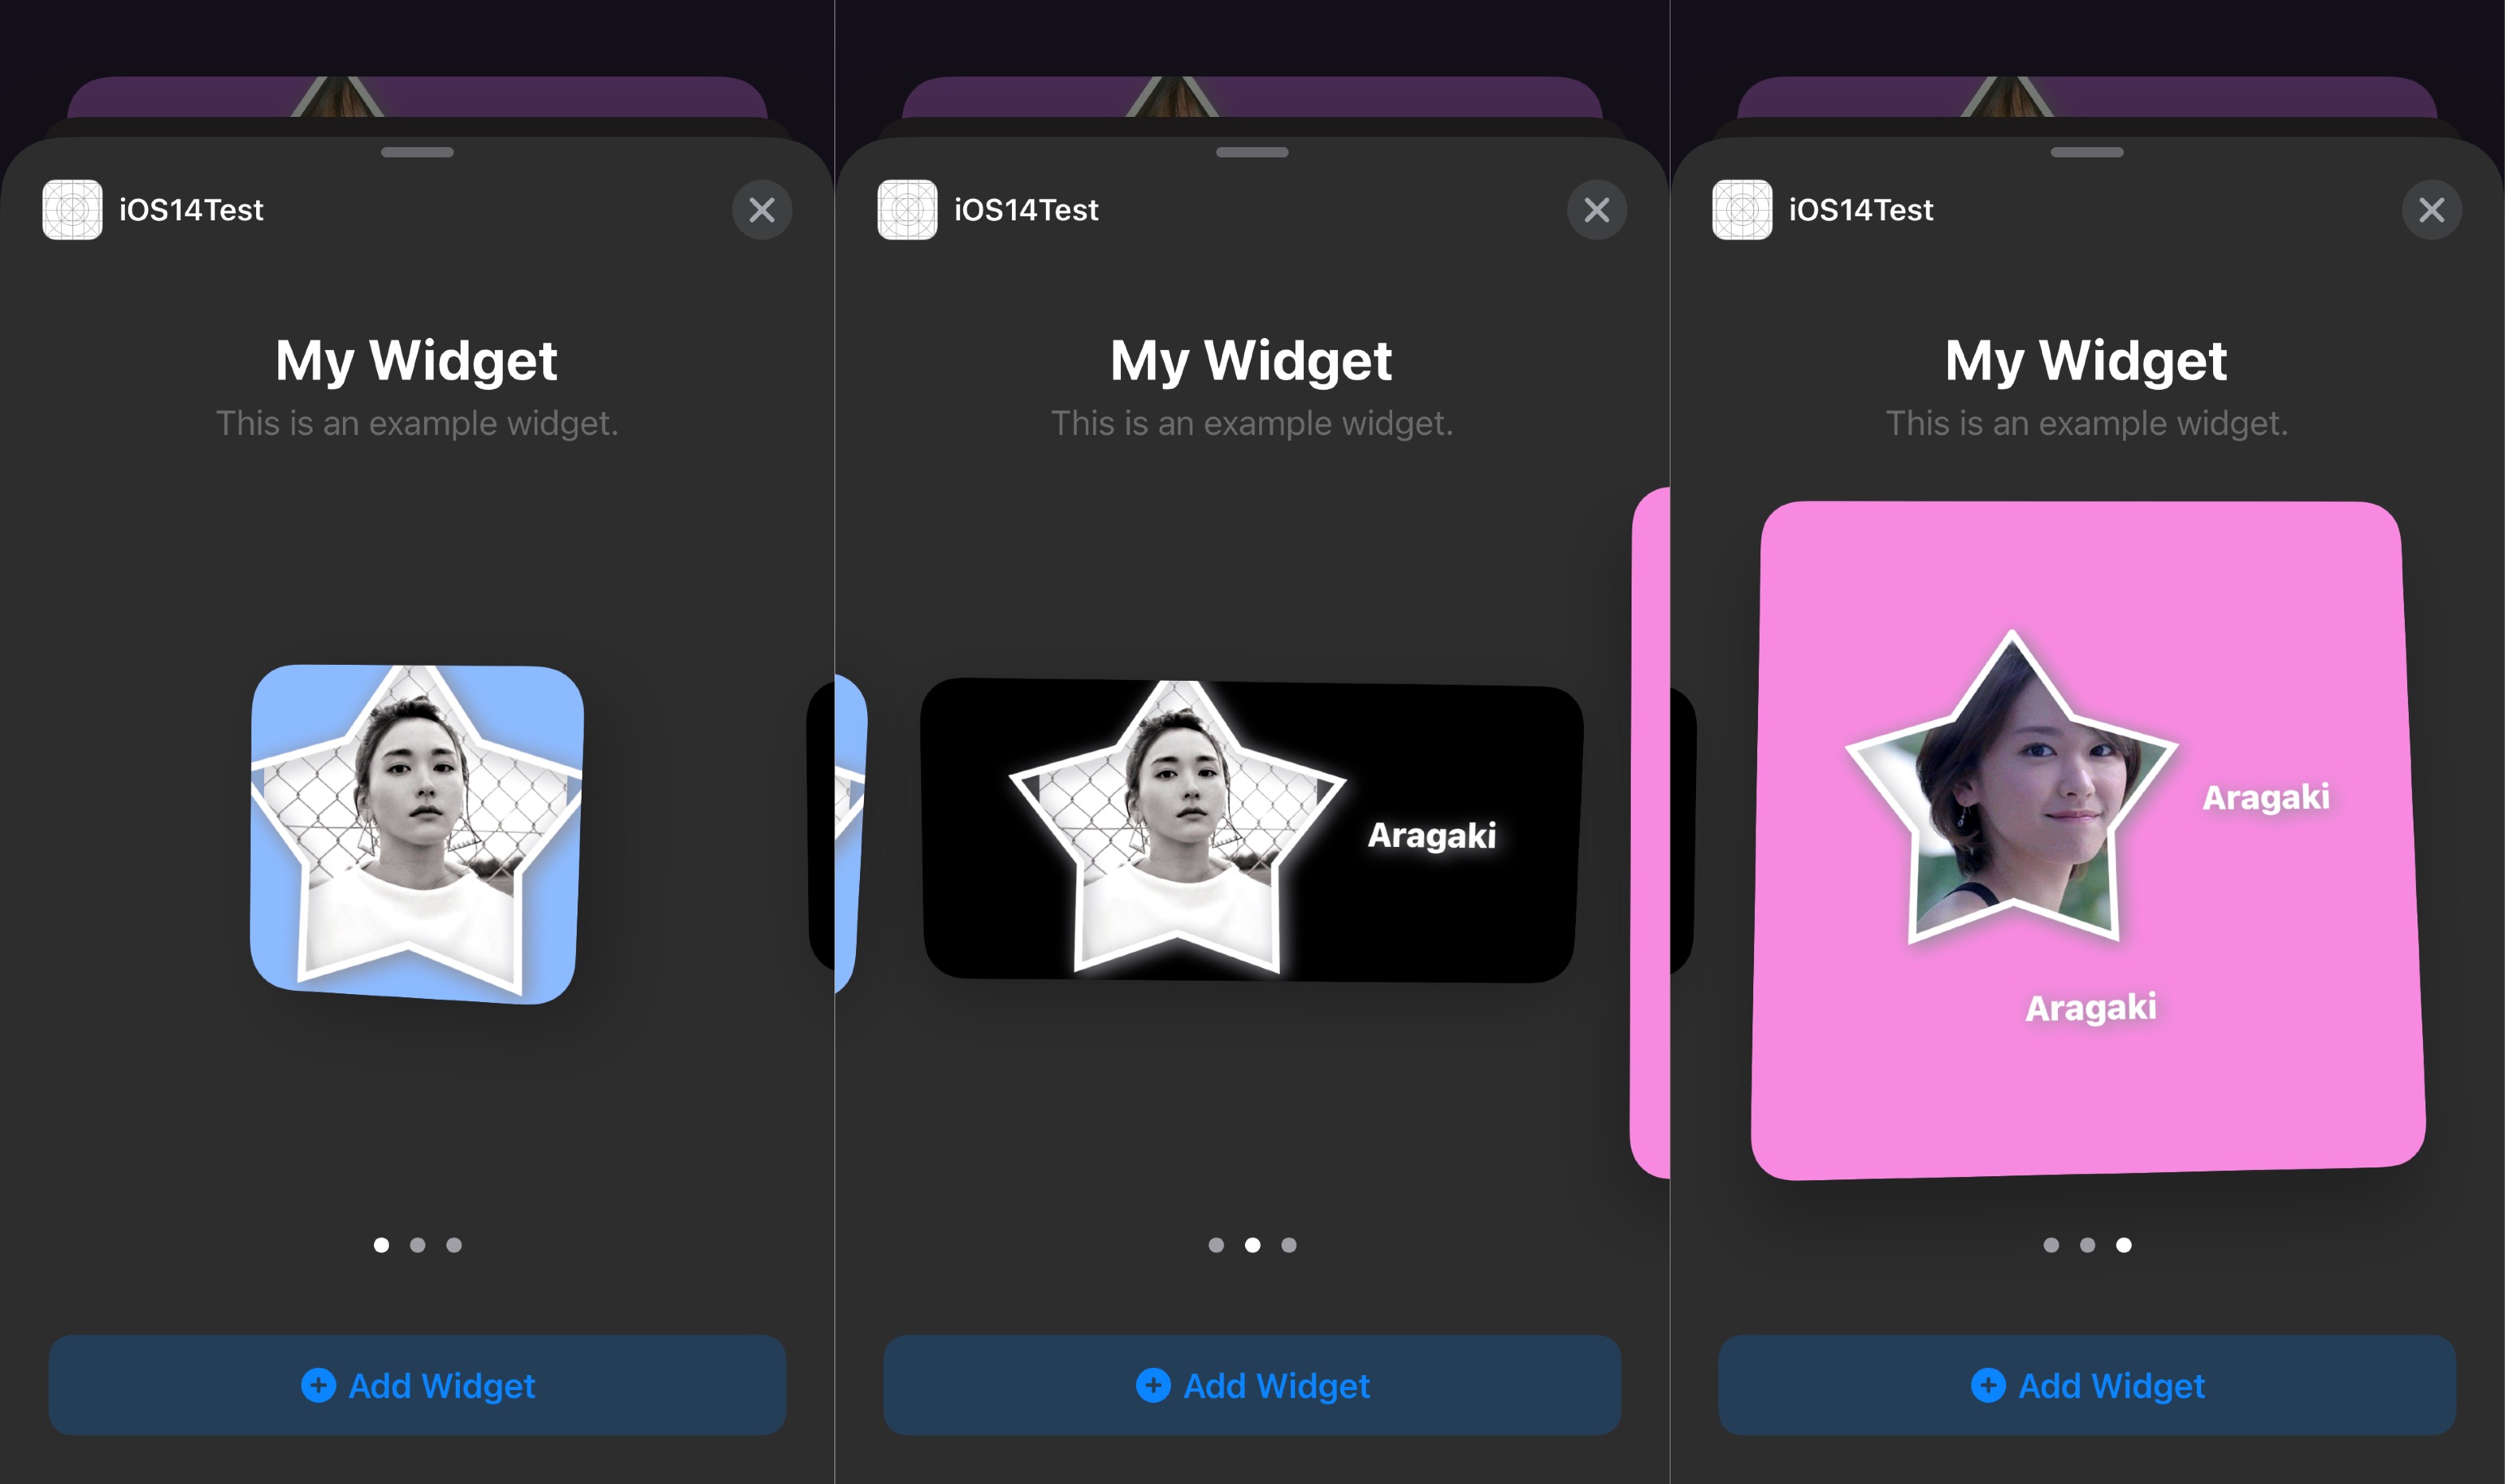 iOS14Test
My Widget
This is an example widget.
Add Widget
iOS14Test
My Widget
This is an example widget.
Aragaki
Add Widget
iOS14Test
My Widget
This is an example widget.
Aragaki
Aragaki
Add Widget